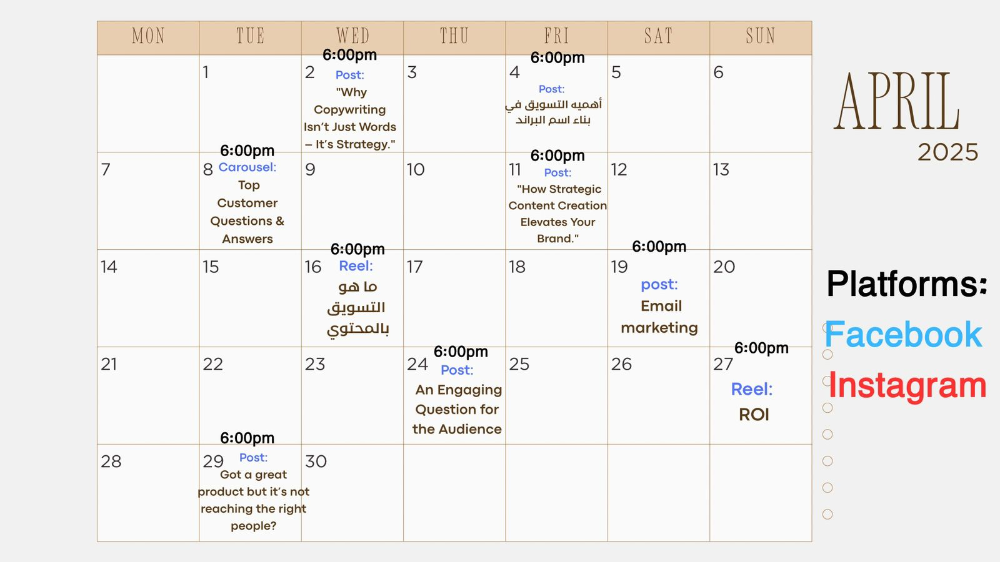 MON TUE WED THU FRI SAT SUN
1
6:00pm
2
Post:
"Why
Copywriting
Isn’t Just Words
– It’s Strategy."
3
6:00pm
4
Post:
أهميه التسويق في
بناء اسم البراند
5
6
7
6:00pm
8
Carousel:
Top
Customer
Questions &
Answers
9
10
6:00pm
11
Post:
"How Strategic
Content Creation
Elevates Your
Brand."
12
13
14
15
6:00pm
16
Reel:
ما هو
التسويق
بالمحتوي
17
18
6:00pm
19
post:
Email
marketing
20
21
22
23
6:00pm
24
Post:
An Engaging
Question for
the Audience
25
26
6:00pm
27
Reel:
ROI
28
6:00pm
29
Post:
Got a great
product but it’s not
reaching the right
people?
30
APRIL
2025
Platforms:
Facebook
Instagram